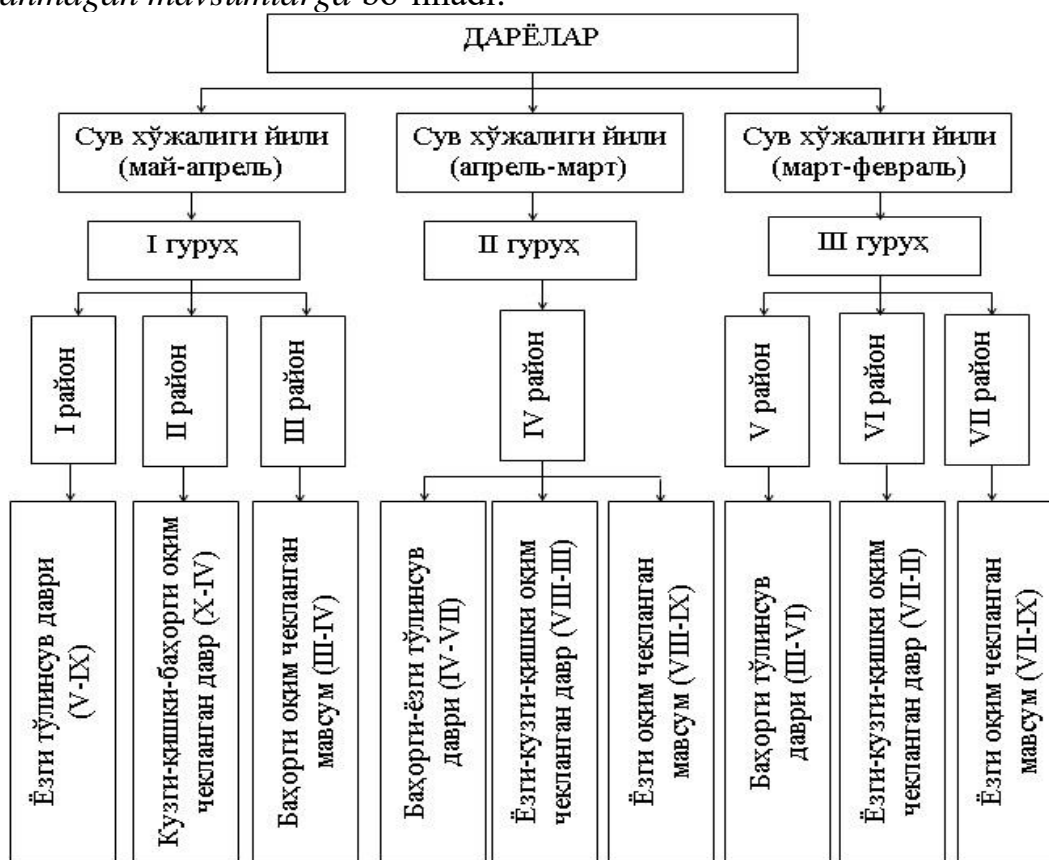 anmagan mavsumlarga bo‘linadi.
ДАРЁЛАР
Сув хўжалиги йили
(май-апрель)
Сув хўжалиги йили
(апрель-март)
Сув хўжалиги йили
(март-февраль)
I гуруҳ
II гуруҳ
III гуруҳ
I район
II район
III район
IV район
V район
VI район
VII район
Ёзги тўлинсув даври
(V-IX)
Кузги-қишки-баҳорги оқим
чекланган давр (X-IV)
Баҳорги оқим чекланган
мавсум (III-IV)
Баҳорги-ёзги тўлинсув
даври (IV-VII)
Ёзги-кузги-қишки оқим
чекланган давр (VIII-III)
Ёзги оқим чекланган
мавсум (VIII-IX)
Баҳорги тўлинсув
даври (III-VI)
Ёзги-кузги-қишки оқим
чекланган давр (VII-II)
Ёзги оқим чекланган
мавсум (VII-IX)